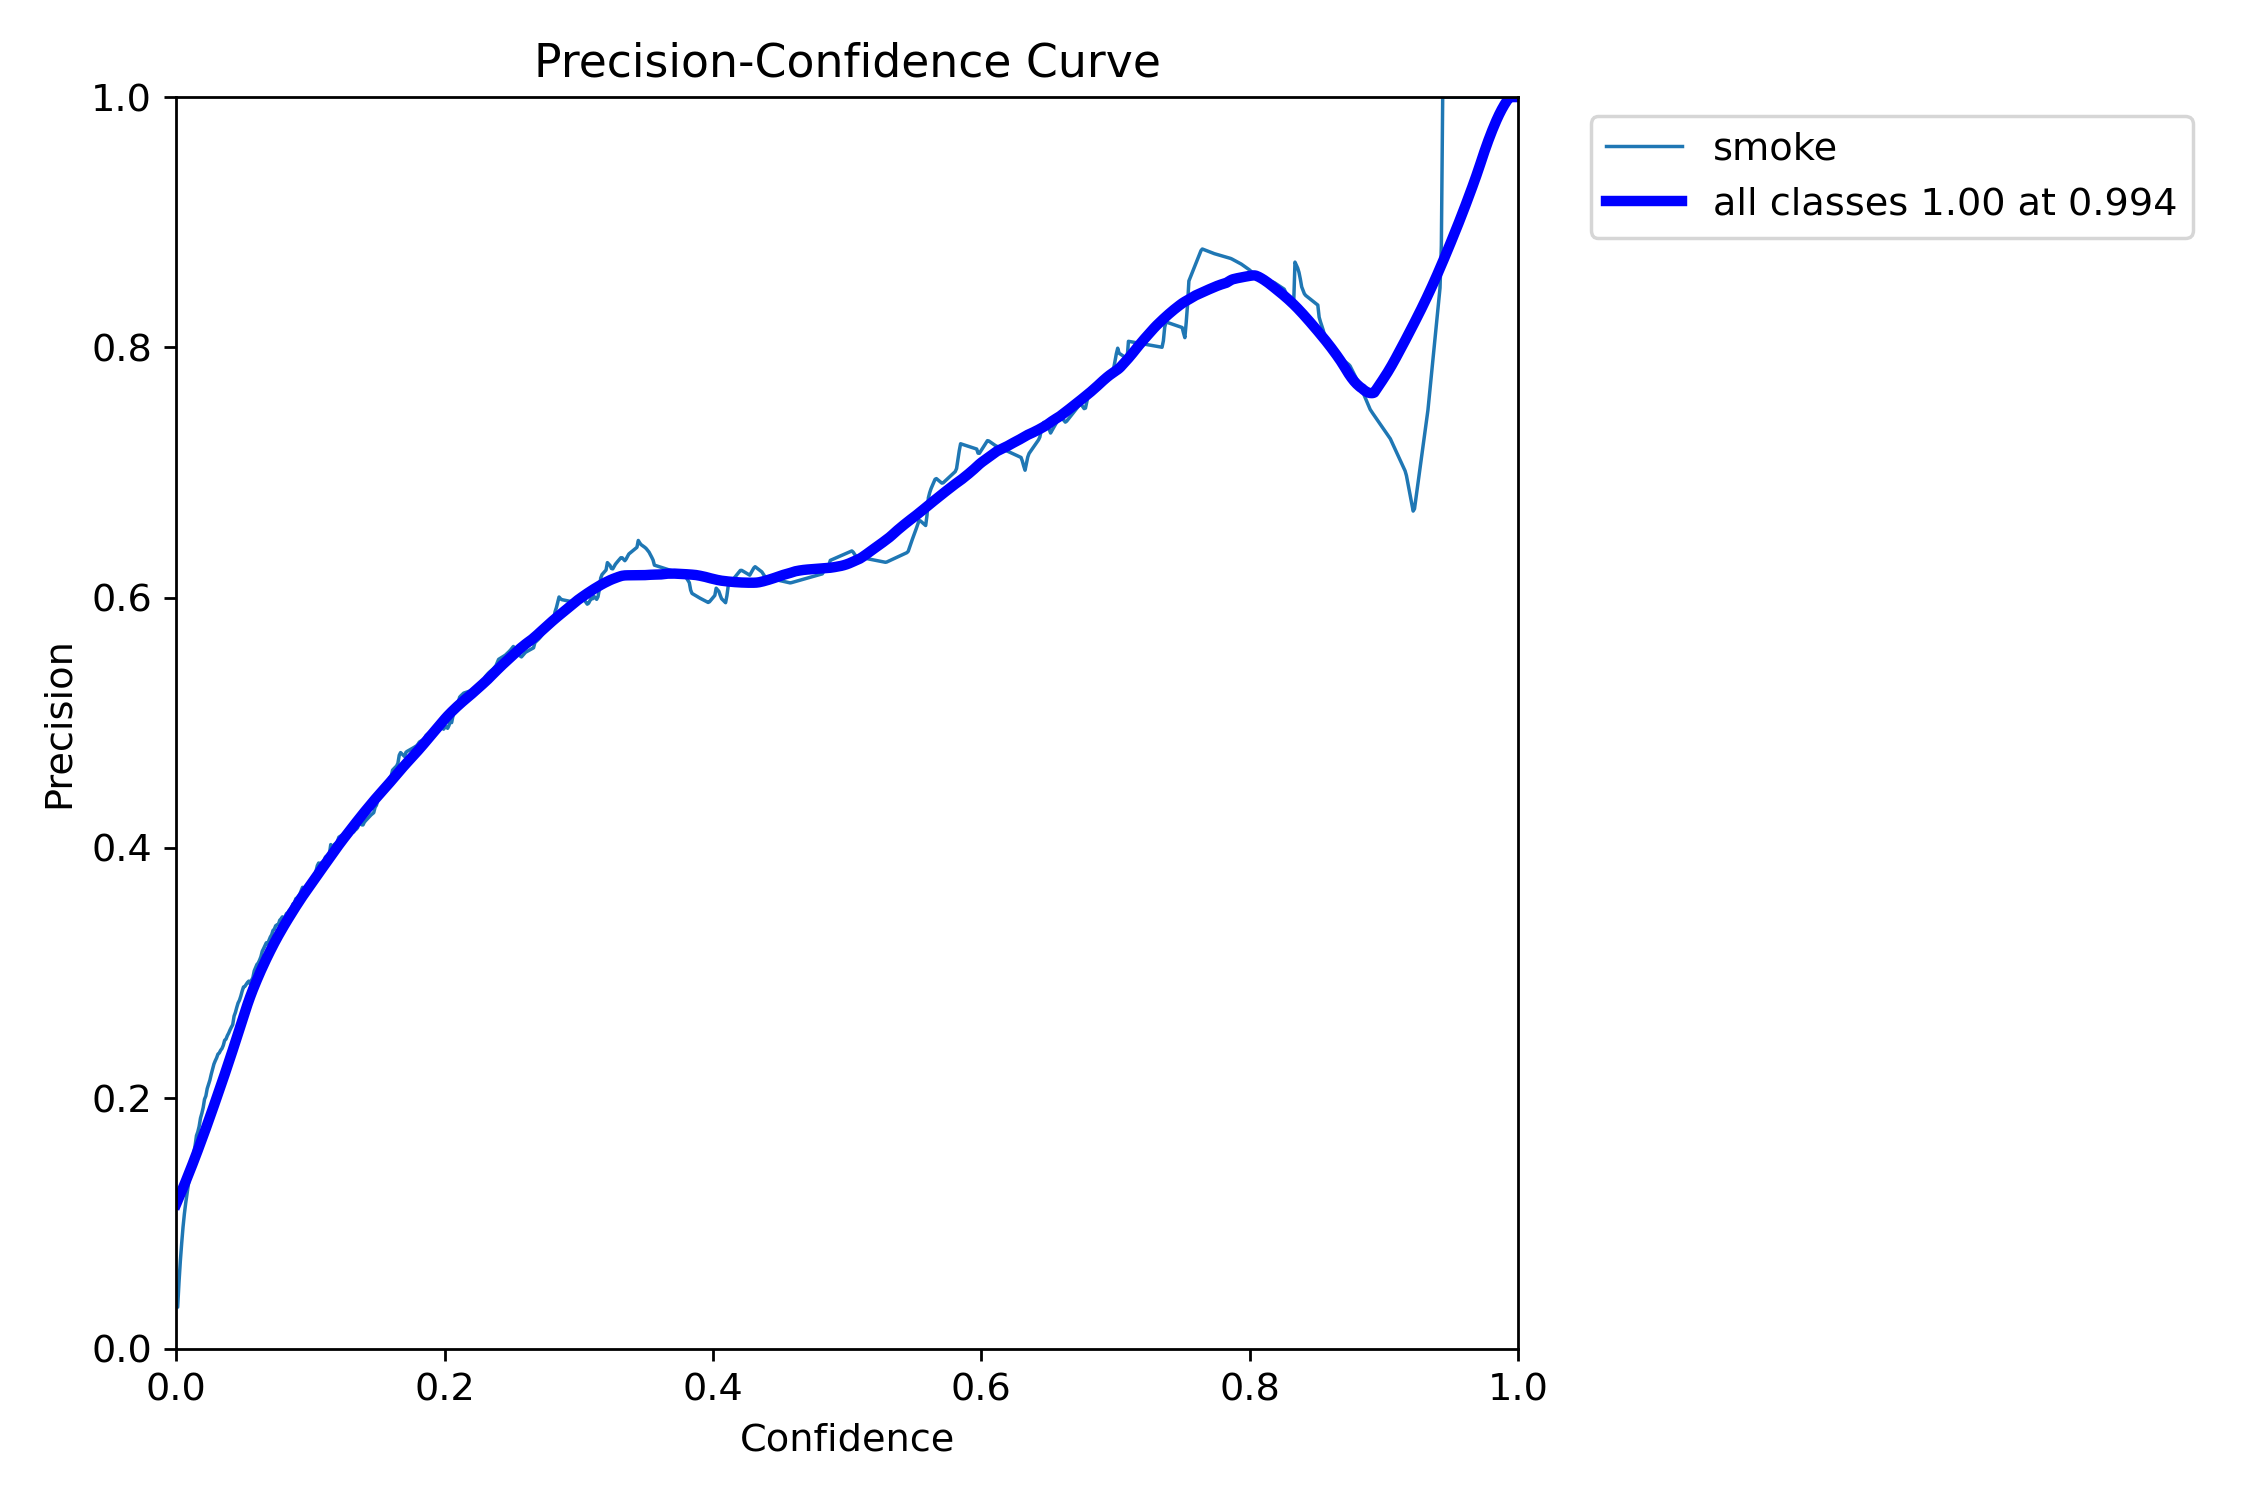 Precision-Confidence Curve
1.0
0.8
0.6
0.4
0.2
0.0
Precision
0.0 0.2 0.4 0.6 0.8 1.0
Confidence
smoke
all classes 1.00 at 0.994